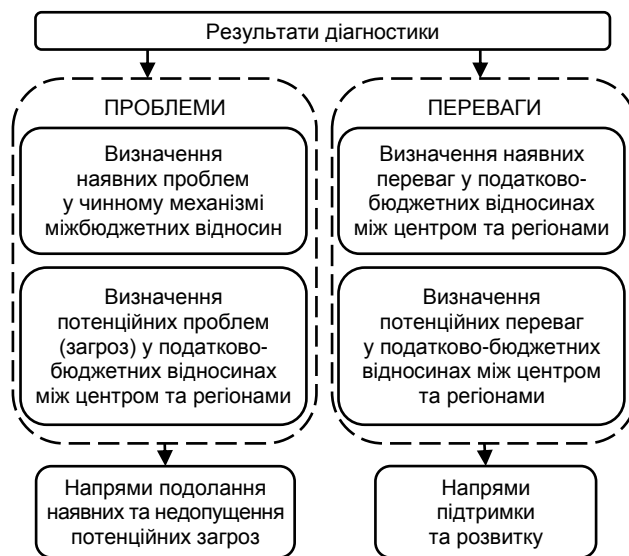 Результати діагностики
ПРОБЛЕМИ
Визначення
наявних проблем
у чинному механізмі
міжбюджетних відносин
Визначення
потенційних проблем
(загроз) у податково-
бюджетних відносинах
між центром та регіонами
Напрями подолання
наявних та недопущення
потенційних загроз
ПЕРЕВАГИ
Визначення наявних
переваг у податково-
бюджетних відносинах
між центром та регіонами
Визначення
потенційних переваг
у податково-бюджетних
відносинах між центром
та регіонами
Напрями
підтримки
та розвитку